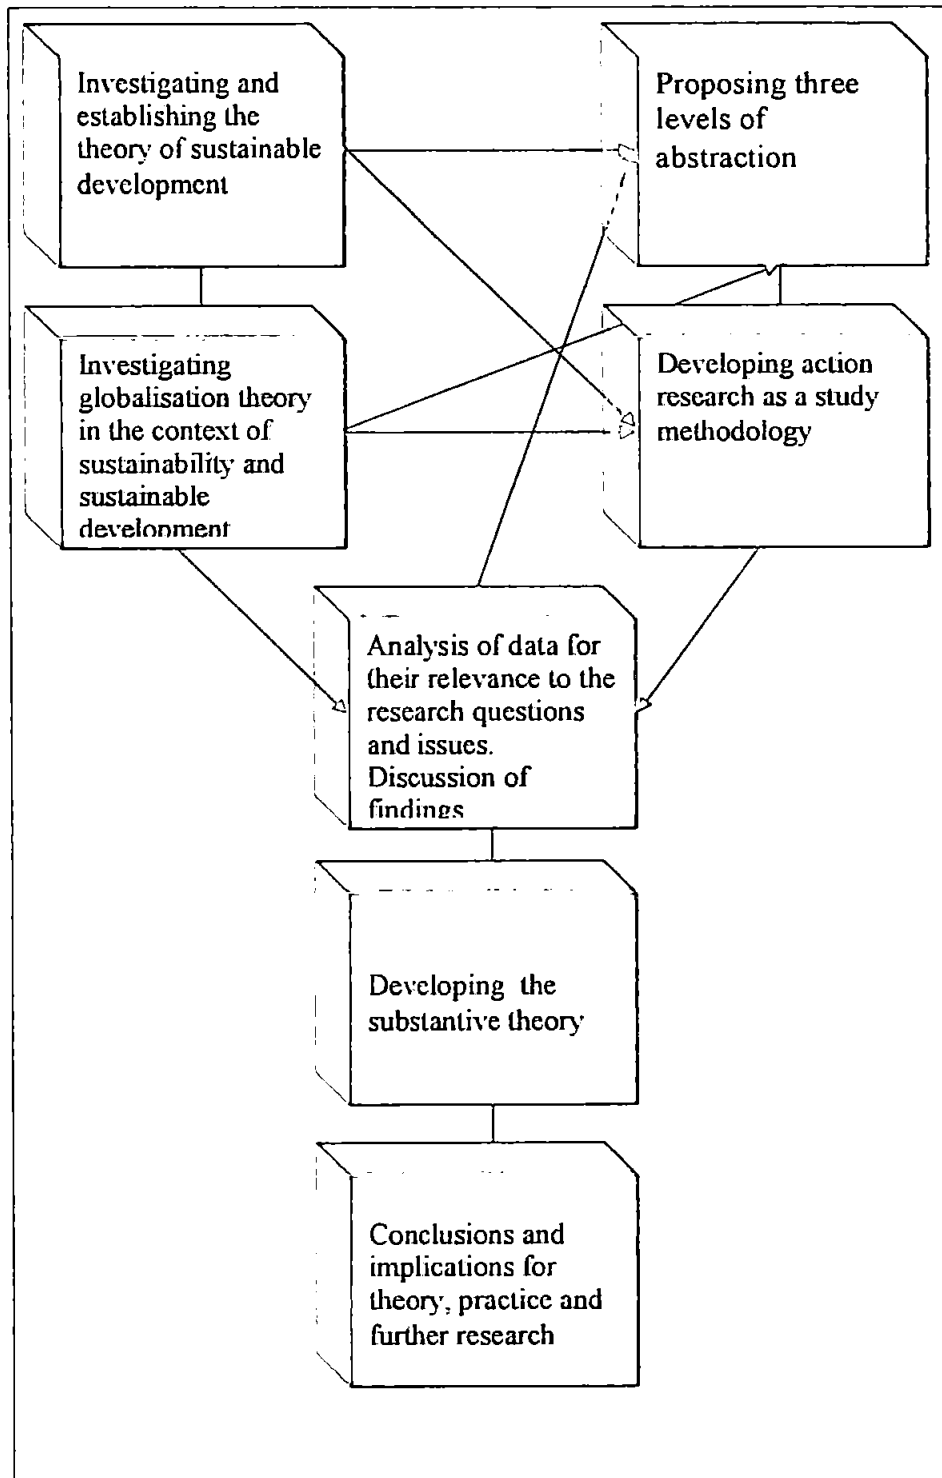 Investigating and
establishing the
theory of sustainable
development
Proposing three
levels of
abstraction
Investigating
globalisation theory
in the context of
sustainability and
sustainable
development
Developing action
research as a study
methodology
Analysis of data for
their relevance to the
research questions
and issues.
Discussion of
findings
Developing the
substantive theory
Conclusions and
implications for
theory, practice and
further research